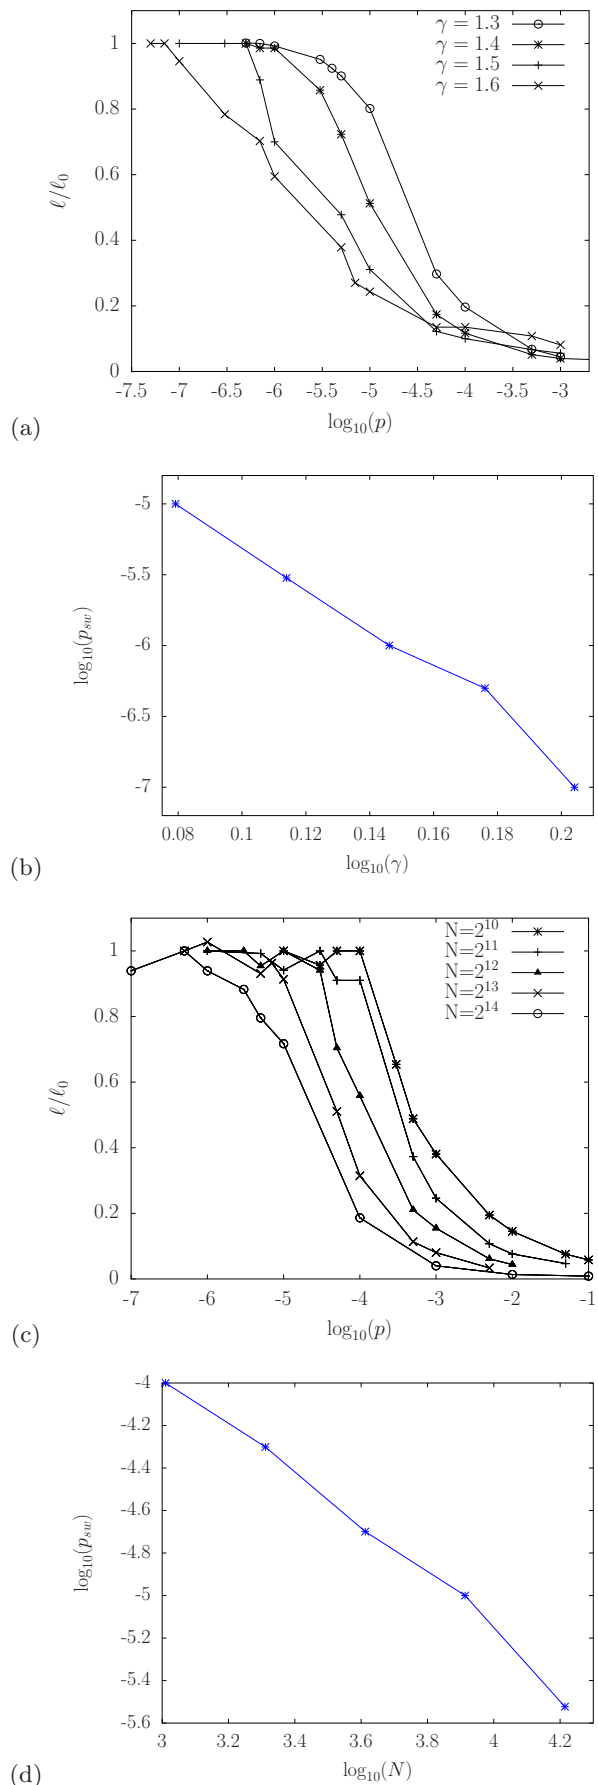 1
0.8
0.6
0.4
0.2
0
ℓ/ℓ0
γ = 1.3
γ = 1.4
γ = 1.5
γ = 1.6
-7.5 -7 -6.5 -6 -5.5 -5 -4.5 -4 -3.5 -3
log10(p)
(a)
-5
-5.5
-6
-6.5
-7
log10(psw)
0.08 0.1 0.12 0.14 0.16 0.18 0.2
log10(γ)
(b)
1
0.8
0.6
0.4
0.2
0
ℓ/ℓ0
N=2^10
N=2^11
N=2^12
N=2^13
N=2^14
-7 -6 -5 -4 -3 -2 -1
log10(p)
(c)
-4
-4.2
-4.4
-4.6
-4.8
-5
-5.2
-5.4
-5.6
log10(psw)
3 3.2 3.4 3.6 3.8 4 4.2
log10(N)
(d)